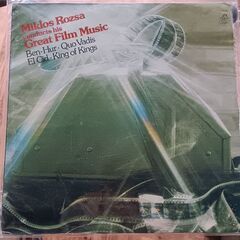 Miklos Rozsa
conducts his
Great Film Music
Ben-Hur · Quo Vadis
El Cid · King of Kings